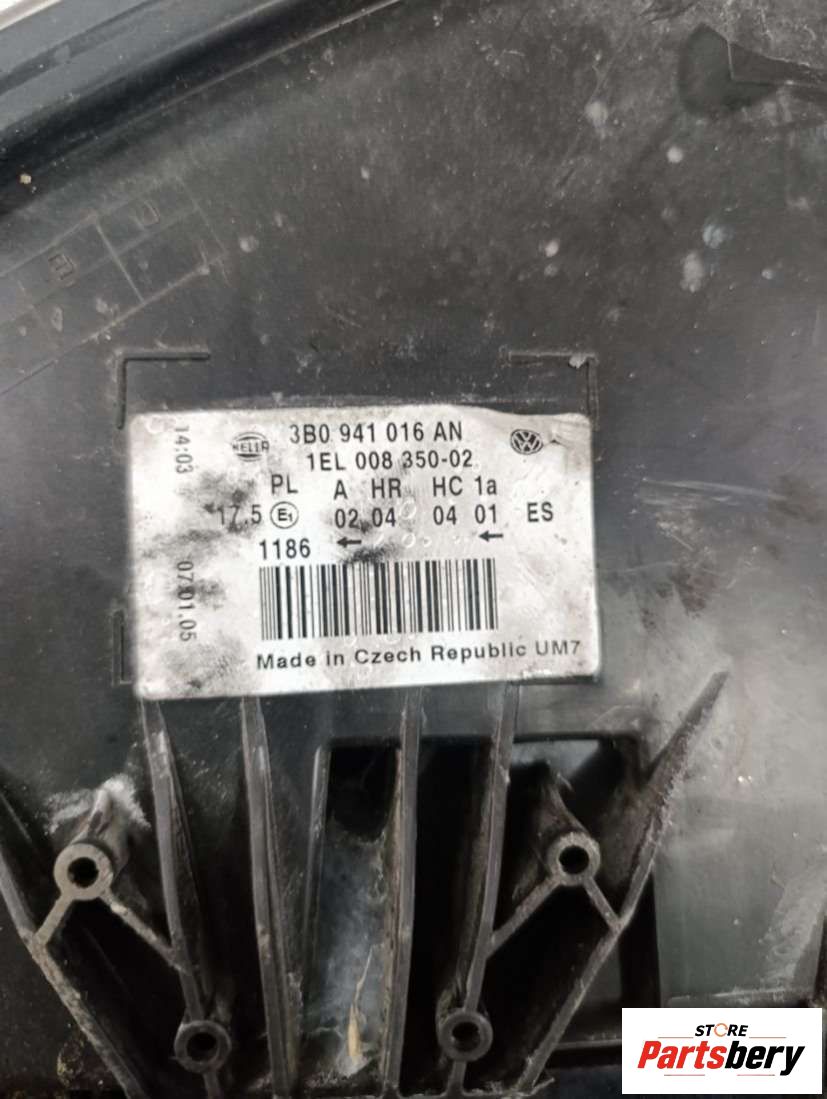 HELLA 3B0 941 016 AN
1EL 008 350-02
PL A HR HC 1a
17.5 E1 02 04 04 01 ES
1186
Made in Czech Republic UM7
14:03
07.01.05
STORE
Partsbery